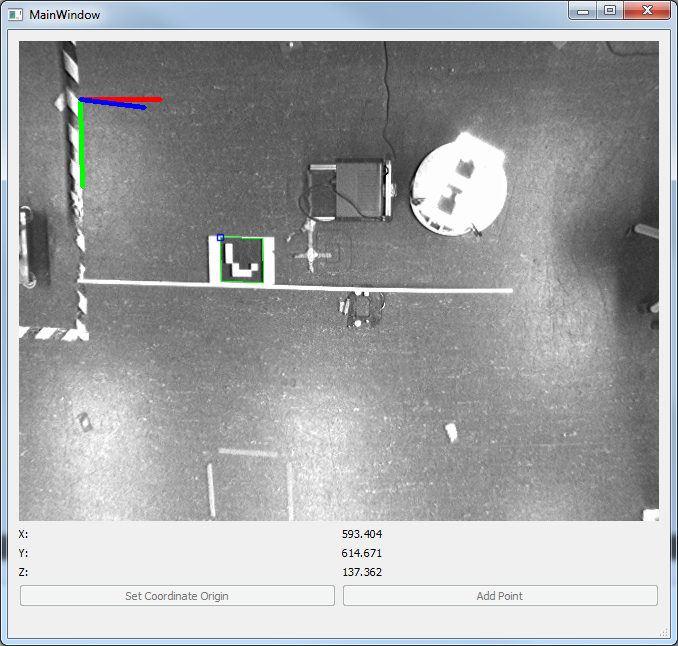 MainWindow
X: 593.404
Y: 614.671
Z: 137.362
Set Coordinate Origin Add Point